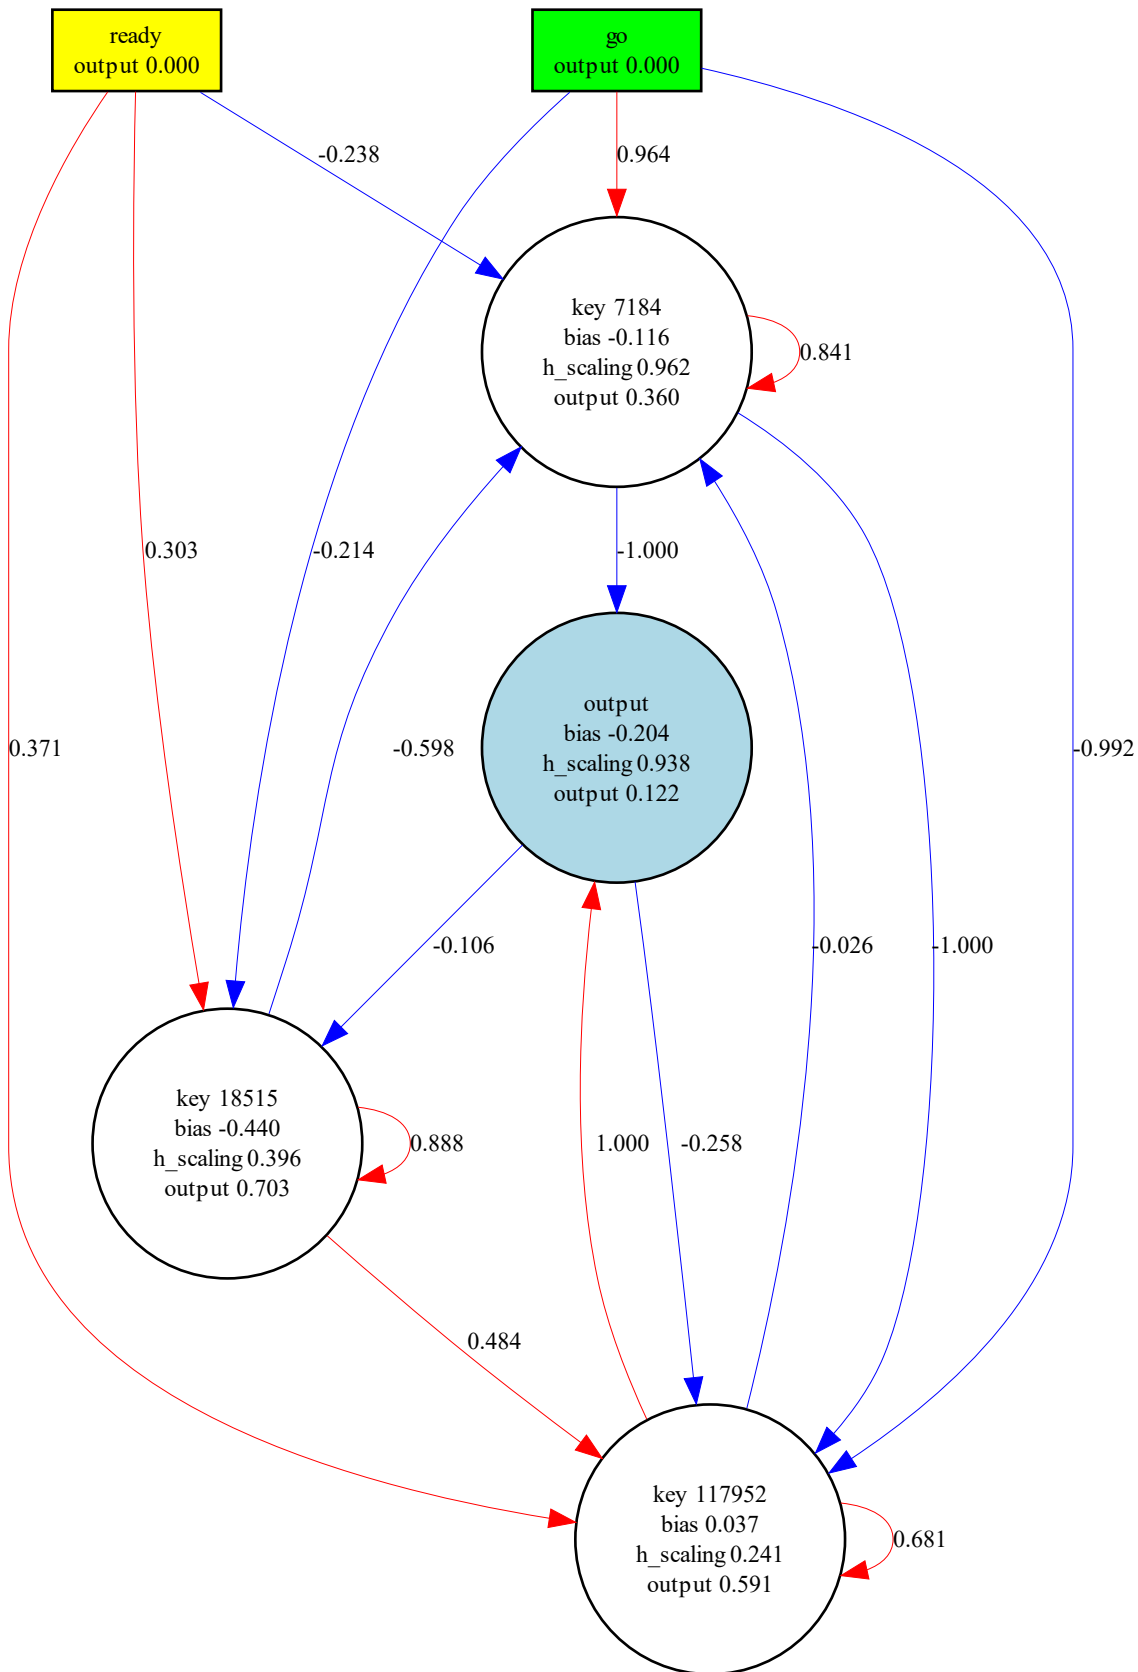 ready
output 0.000
go
output 0.000
-0.238
0.964
key 7184
bias -0.116
h_scaling 0.962
output 0.360
0.841
0.303
-0.214
-1.000
output
bias -0.204
h_scaling 0.938
output 0.122
0.371
-0.598
-0.992
-0.106
-0.026
-1.000
key 18515
bias -0.440
h_scaling 0.396
output 0.703
0.888
1.000
-0.258
0.484
key 117952
bias 0.037
h_scaling 0.241
output 0.591
0.681